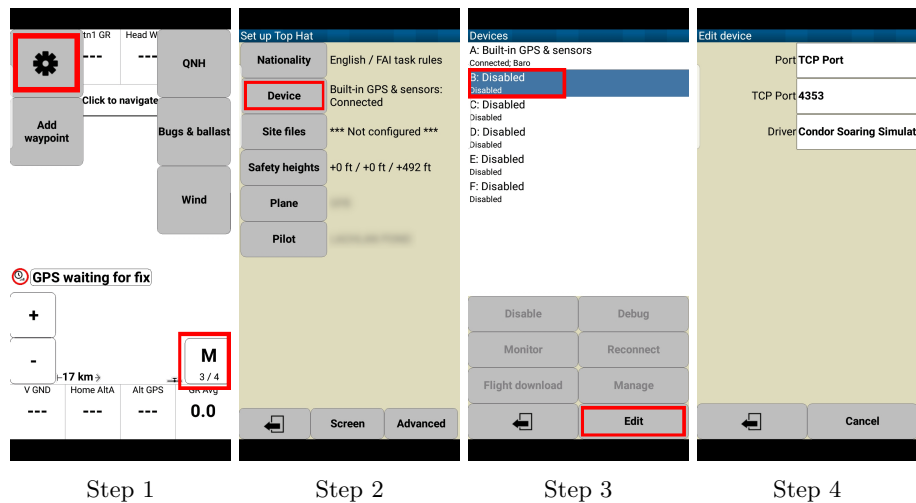 tn1 GR Head W
--- ---
QNH
Click to navigate
Add
waypoint
Bugs & ballast
Wind
GPS waiting for fix
+
-
17 km
M
3 / 4
V GND Home AltA Alt GPS GR Avg
--- --- --- 0.0
Step 1
Set up Top Hat
Nationality English / FAI task rules
Device Built-in GPS & sensors:
Connected
Site files *** Not configured ***
Safety heights +0 ft / +0 ft / +492 ft
Plane
Pilot
Screen Advanced
Step 2
Devices
A: Built-in GPS & sensors
Connected; Baro
B: Disabled
Disabled
C: Disabled
Disabled
D: Disabled
Disabled
E: Disabled
Disabled
F: Disabled
Disabled
Disable Debug
Monitor Reconnect
Flight download Manage
Edit
Step 3
Edit device
Port TCP Port
TCP Port 4353
Driver Condor Soaring Simulat
Cancel
Step 4